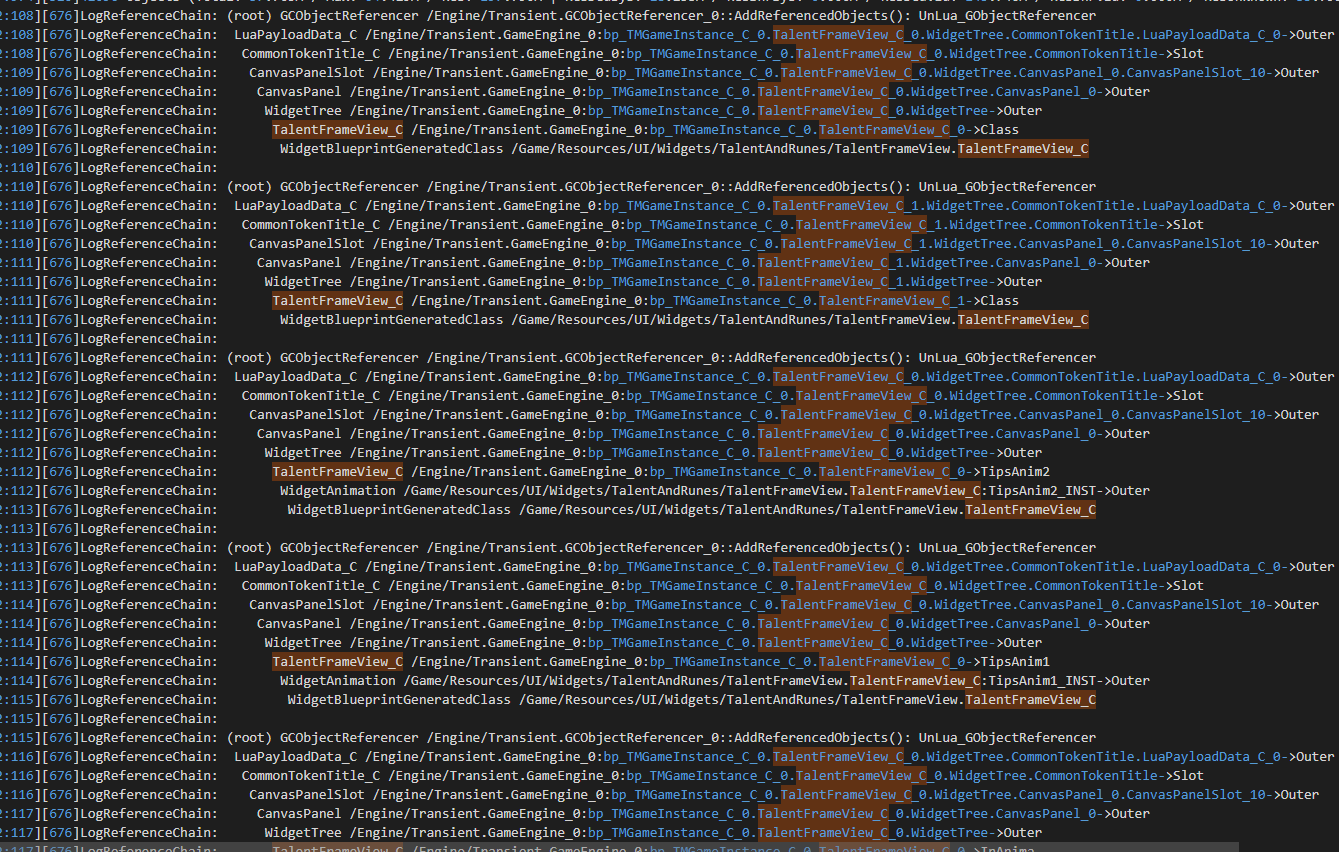 2:108][676]LogReferenceChain: (root) GCObjectReferencer /Engine/Transient.GCObjectReferencer_0::AddReferencedObjects(): UnLua_GObjectReferencer
2:108][676]LogReferenceChain:  LuaPayloadData_C /Engine/Transient.GameEngine_0:bp_TMGameInstance_C_0.TalentFrameView_C_0.WidgetTree.CommonTokenTitle.LuaPayloadData_C_0->Outer
2:108][676]LogReferenceChain:   CommonTokenTitle_C /Engine/Transient.GameEngine_0:bp_TMGameInstance_C_0.TalentFrameView_C_0.WidgetTree.CommonTokenTitle->Slot
2:109][676]LogReferenceChain:    CanvasPanelSlot /Engine/Transient.GameEngine_0:bp_TMGameInstance_C_0.TalentFrameView_C_0.WidgetTree.CanvasPanel_0.CanvasPanelSlot_10->Outer
2:109][676]LogReferenceChain:     CanvasPanel /Engine/Transient.GameEngine_0:bp_TMGameInstance_C_0.TalentFrameView_C_0.WidgetTree.CanvasPanel_0->Outer
2:109][676]LogReferenceChain:      WidgetTree /Engine/Transient.GameEngine_0:bp_TMGameInstance_C_0.TalentFrameView_C_0.WidgetTree->Outer
2:109][676]LogReferenceChain:       TalentFrameView_C /Engine/Transient.GameEngine_0:bp_TMGameInstance_C_0.TalentFrameView_C_0->Class
2:109][676]LogReferenceChain:        WidgetBlueprintGeneratedClass /Game/Resources/UI/Widgets/TalentAndRunes/TalentFrameView.TalentFrameView_C
2:110][676]LogReferenceChain:
2:110][676]LogReferenceChain: (root) GCObjectReferencer /Engine/Transient.GCObjectReferencer_0::AddReferencedObjects(): UnLua_GObjectReferencer
2:110][676]LogReferenceChain:  LuaPayloadData_C /Engine/Transient.GameEngine_0:bp_TMGameInstance_C_0.TalentFrameView_C_1.WidgetTree.CommonTokenTitle.LuaPayloadData_C_0->Outer
2:110][676]LogReferenceChain:   CommonTokenTitle_C /Engine/Transient.GameEngine_0:bp_TMGameInstance_C_0.TalentFrameView_C_1.WidgetTree.CommonTokenTitle->Slot
2:110][676]LogReferenceChain:    CanvasPanelSlot /Engine/Transient.GameEngine_0:bp_TMGameInstance_C_0.TalentFrameView_C_1.WidgetTree.CanvasPanel_0.CanvasPanelSlot_10->Outer
2:111][676]LogReferenceChain:     CanvasPanel /Engine/Transient.GameEngine_0:bp_TMGameInstance_C_0.TalentFrameView_C_1.WidgetTree.CanvasPanel_0->Outer
2:111][676]LogReferenceChain:      WidgetTree /Engine/Transient.GameEngine_0:bp_TMGameInstance_C_0.TalentFrameView_C_1.WidgetTree->Outer
2:111][676]LogReferenceChain:       TalentFrameView_C /Engine/Transient.GameEngine_0:bp_TMGameInstance_C_0.TalentFrameView_C_1->Class
2:111][676]LogReferenceChain:        WidgetBlueprintGeneratedClass /Game/Resources/UI/Widgets/TalentAndRunes/TalentFrameView.TalentFrameView_C
2:111][676]LogReferenceChain:
2:111][676]LogReferenceChain: (root) GCObjectReferencer /Engine/Transient.GCObjectReferencer_0::AddReferencedObjects(): UnLua_GObjectReferencer
2:112][676]LogReferenceChain:  LuaPayloadData_C /Engine/Transient.GameEngine_0:bp_TMGameInstance_C_0.TalentFrameView_C_0.WidgetTree.CommonTokenTitle.LuaPayloadData_C_0->Outer
2:112][676]LogReferenceChain:   CommonTokenTitle_C /Engine/Transient.GameEngine_0:bp_TMGameInstance_C_0.TalentFrameView_C_0.WidgetTree.CommonTokenTitle->Slot
2:112][676]LogReferenceChain:    CanvasPanelSlot /Engine/Transient.GameEngine_0:bp_TMGameInstance_C_0.TalentFrameView_C_0.WidgetTree.CanvasPanel_0.CanvasPanelSlot_10->Outer
2:112][676]LogReferenceChain:     CanvasPanel /Engine/Transient.GameEngine_0:bp_TMGameInstance_C_0.TalentFrameView_C_0.WidgetTree.CanvasPanel_0->Outer
2:112][676]LogReferenceChain:      WidgetTree /Engine/Transient.GameEngine_0:bp_TMGameInstance_C_0.TalentFrameView_C_0.WidgetTree->Outer
2:112][676]LogReferenceChain:       TalentFrameView_C /Engine/Transient.GameEngine_0:bp_TMGameInstance_C_0.TalentFrameView_C_0->TipsAnim2
2:112][676]LogReferenceChain:        WidgetAnimation /Game/Resources/UI/Widgets/TalentAndRunes/TalentFrameView.TalentFrameView_C:TipsAnim2_INST->Outer
2:113][676]LogReferenceChain:         WidgetBlueprintGeneratedClass /Game/Resources/UI/Widgets/TalentAndRunes/TalentFrameView.TalentFrameView_C
2:113][676]LogReferenceChain:
2:113][676]LogReferenceChain: (root) GCObjectReferencer /Engine/Transient.GCObjectReferencer_0::AddReferencedObjects(): UnLua_GObjectReferencer
2:113][676]LogReferenceChain:  LuaPayloadData_C /Engine/Transient.GameEngine_0:bp_TMGameInstance_C_0.TalentFrameView_C_0.WidgetTree.CommonTokenTitle.LuaPayloadData_C_0->Outer
2:113][676]LogReferenceChain:   CommonTokenTitle_C /Engine/Transient.GameEngine_0:bp_TMGameInstance_C_0.TalentFrameView_C_0.WidgetTree.CommonTokenTitle->Slot
2:114][676]LogReferenceChain:    CanvasPanelSlot /Engine/Transient.GameEngine_0:bp_TMGameInstance_C_0.TalentFrameView_C_0.WidgetTree.CanvasPanel_0.CanvasPanelSlot_10->Outer
2:114][676]LogReferenceChain:     CanvasPanel /Engine/Transient.GameEngine_0:bp_TMGameInstance_C_0.TalentFrameView_C_0.WidgetTree.CanvasPanel_0->Outer
2:114][676]LogReferenceChain:      WidgetTree /Engine/Transient.GameEngine_0:bp_TMGameInstance_C_0.TalentFrameView_C_0.WidgetTree->Outer
2:114][676]LogReferenceChain:       TalentFrameView_C /Engine/Transient.GameEngine_0:bp_TMGameInstance_C_0.TalentFrameView_C_0->TipsAnim1
2:114][676]LogReferenceChain:        WidgetAnimation /Game/Resources/UI/Widgets/TalentAndRunes/TalentFrameView.TalentFrameView_C:TipsAnim1_INST->Outer
2:115][676]LogReferenceChain:         WidgetBlueprintGeneratedClass /Game/Resources/UI/Widgets/TalentAndRunes/TalentFrameView.TalentFrameView_C
2:115][676]LogReferenceChain:
2:115][676]LogReferenceChain: (root) GCObjectReferencer /Engine/Transient.GCObjectReferencer_0::AddReferencedObjects(): UnLua_GObjectReferencer
2:116][676]LogReferenceChain:  LuaPayloadData_C /Engine/Transient.GameEngine_0:bp_TMGameInstance_C_0.TalentFrameView_C_0.WidgetTree.CommonTokenTitle.LuaPayloadData_C_0->Outer
2:116][676]LogReferenceChain:   CommonTokenTitle_C /Engine/Transient.GameEngine_0:bp_TMGameInstance_C_0.TalentFrameView_C_0.WidgetTree.CommonTokenTitle->Slot
2:116][676]LogReferenceChain:    CanvasPanelSlot /Engine/Transient.GameEngine_0:bp_TMGameInstance_C_0.TalentFrameView_C_0.WidgetTree.CanvasPanel_0.CanvasPanelSlot_10->Outer
2:117][676]LogReferenceChain:     CanvasPanel /Engine/Transient.GameEngine_0:bp_TMGameInstance_C_0.TalentFrameView_C_0.WidgetTree.CanvasPanel_0->Outer
2:117][676]LogReferenceChain:      WidgetTree /Engine/Transient.GameEngine_0:bp_TMGameInstance_C_0.TalentFrameView_C_0.WidgetTree->Outer